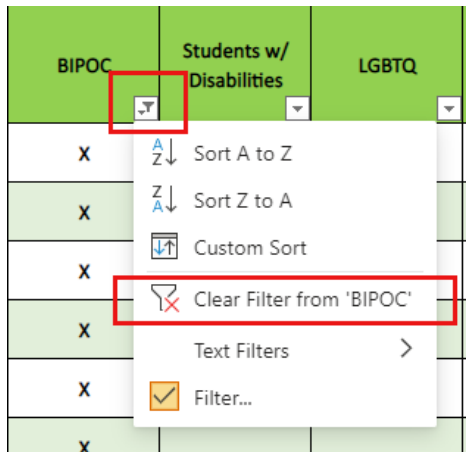 BIPOC
Students w/
Disabilities
LGBTQ
X
Sort A to Z
X
Sort Z to A
X
Custom Sort
Clear Filter from 'BIPOC'
X
Text Filters
X
Filter...
X